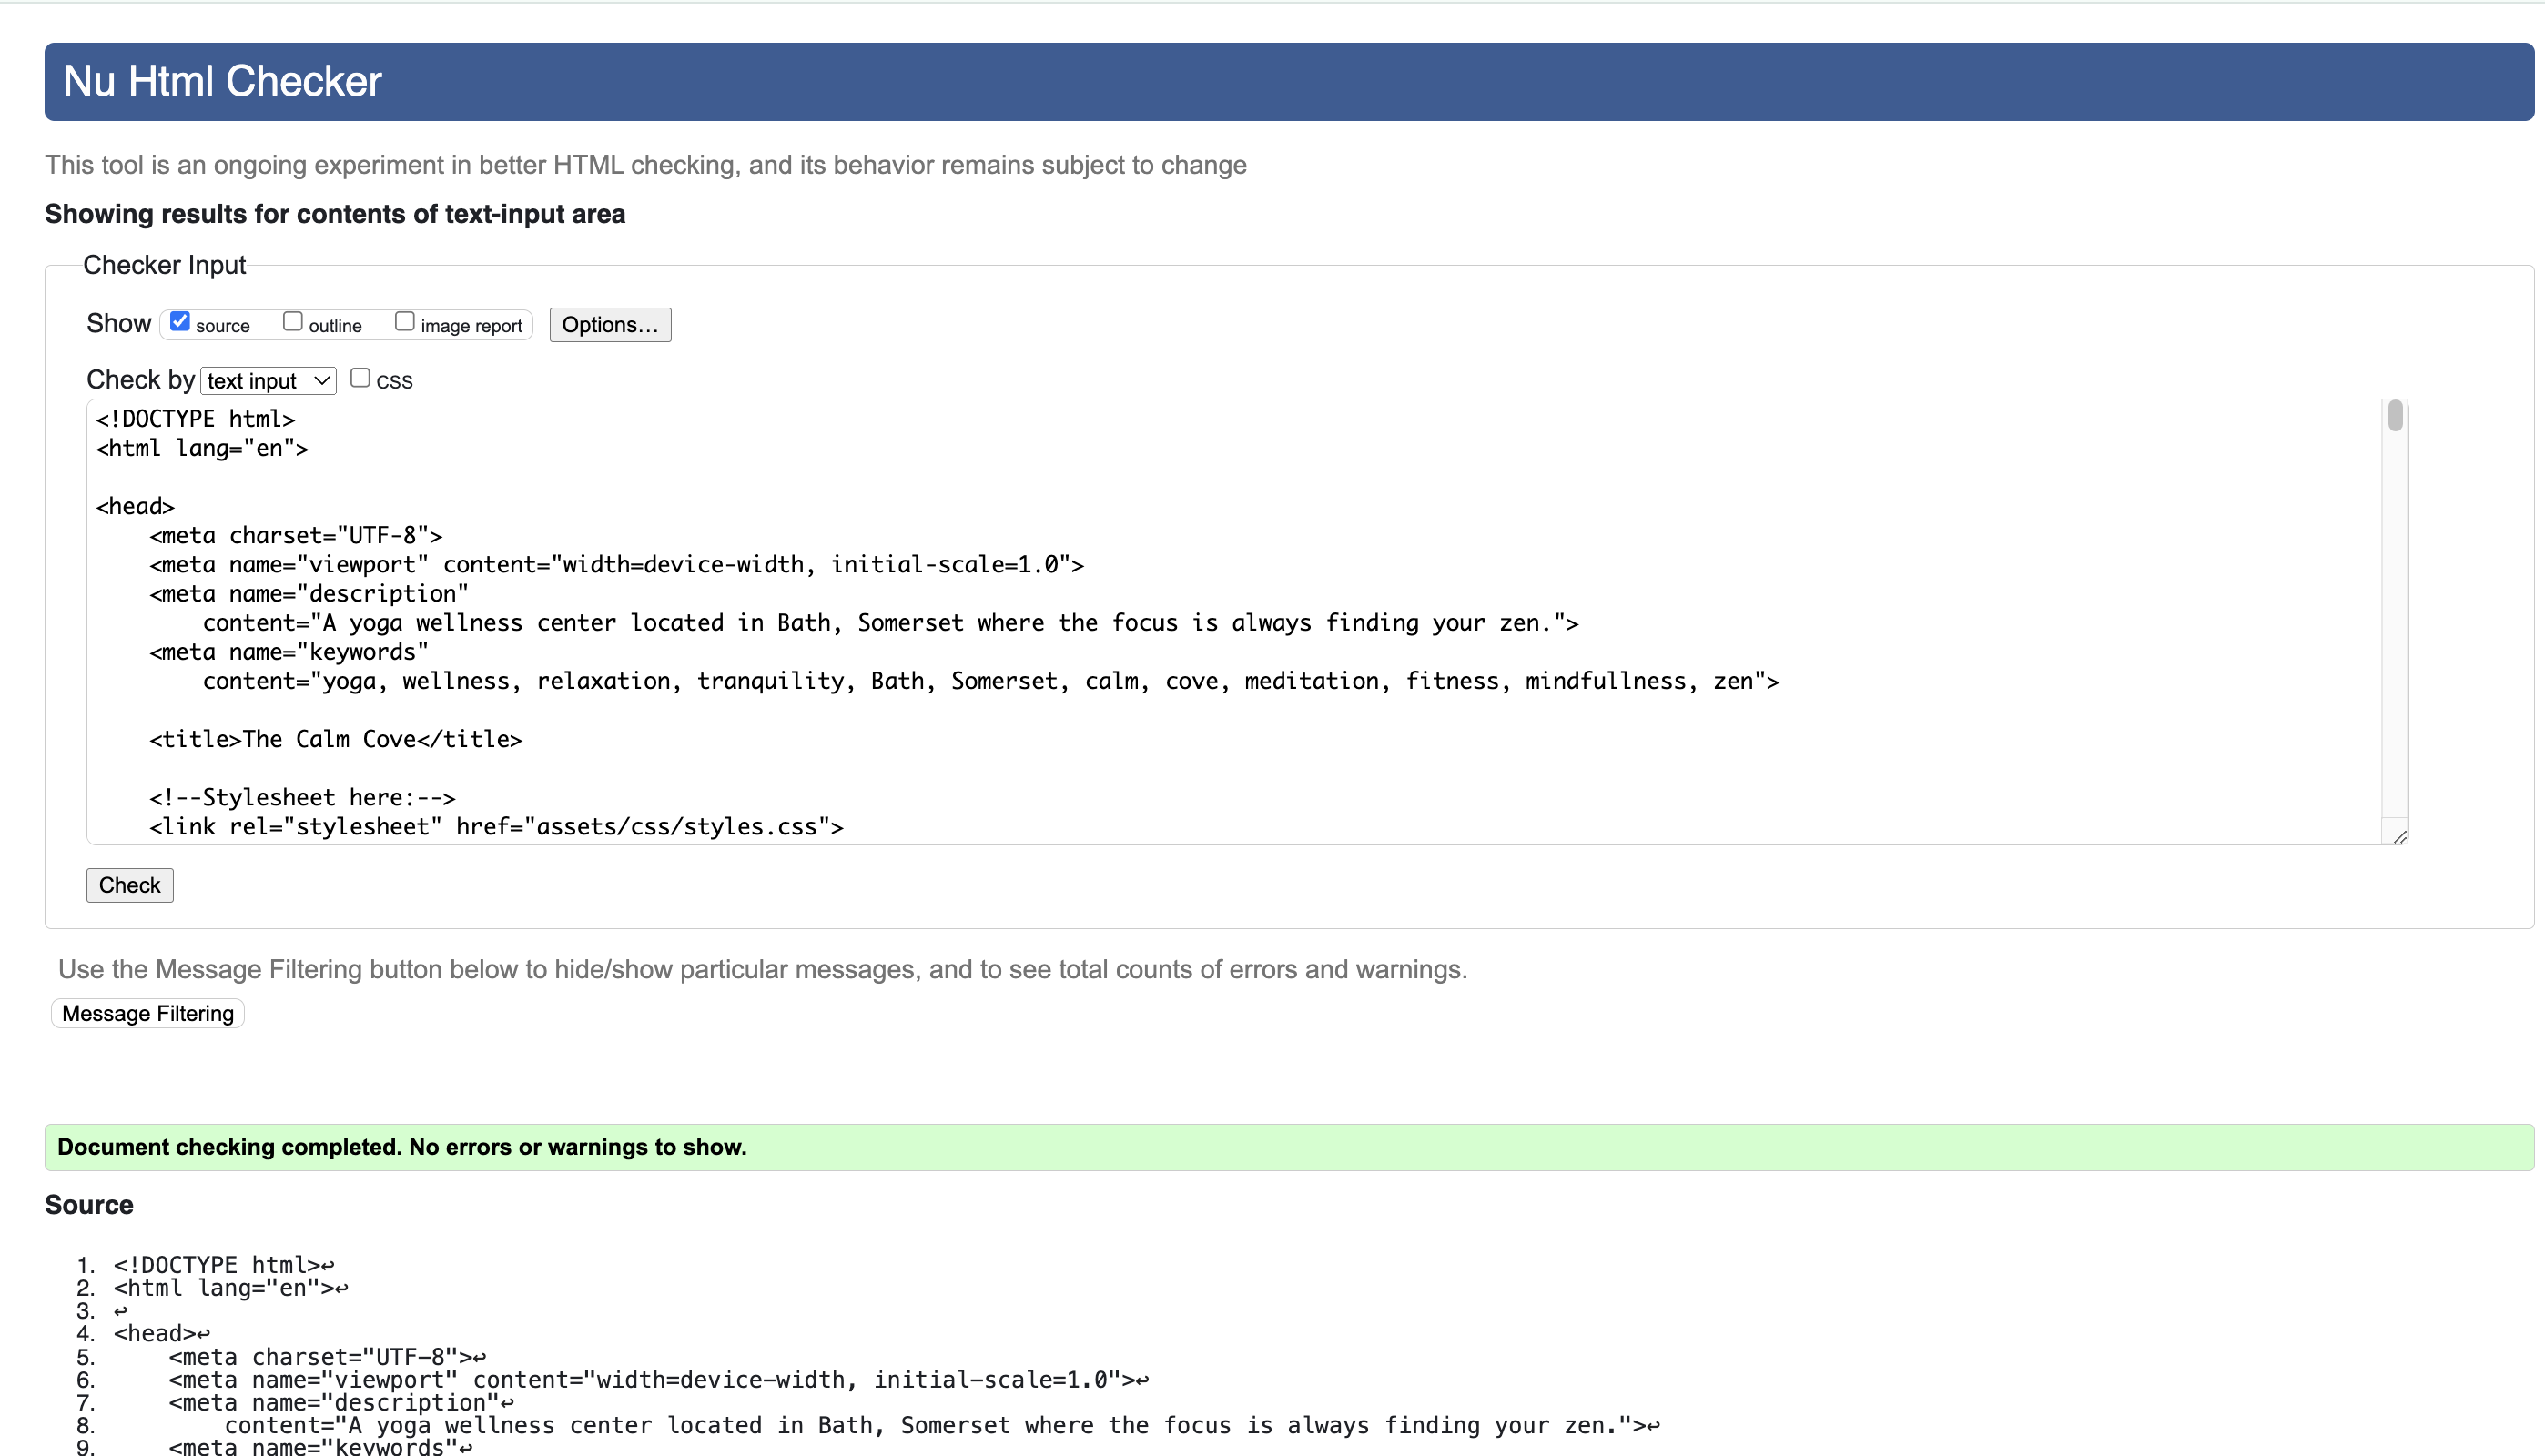 Nu Html Checker
This tool is an ongoing experiment in better HTML checking, and its behavior remains subject to change
Showing results for contents of text-input area
Checker Input
Show source outline image report Options...
Check by text input CSS
<!DOCTYPE html>
<html lang="en">
<head>
    <meta charset="UTF-8">
    <meta name="viewport" content="width=device-width, initial-scale=1.0">
    <meta name="description"
        content="A yoga wellness center located in Bath, Somerset where the focus is always finding your zen.">
    <meta name="keywords"
        content="yoga, wellness, relaxation, tranquility, Bath, Somerset, calm, cove, meditation, fitness, mindfullness, zen">
    <title>The Calm Cove</title>
    <!--Stylesheet here:-->
    <link rel="stylesheet" href="assets/css/styles.css">
Check
Use the Message Filtering button below to hide/show particular messages, and to see total counts of errors and warnings.
Message Filtering
Document checking completed. No errors or warnings to show.
Source
1. <!DOCTYPE html>↩
2. <html lang="en">↩
3. ↩
4. <head>↩
5.     <meta charset="UTF-8">↩
6.     <meta name="viewport" content="width=device-width, initial-scale=1.0">↩
7.     <meta name="description"↩
8.         content="A yoga wellness center located in Bath, Somerset where the focus is always finding your zen.">↩
9.     <meta name="keywords"↩